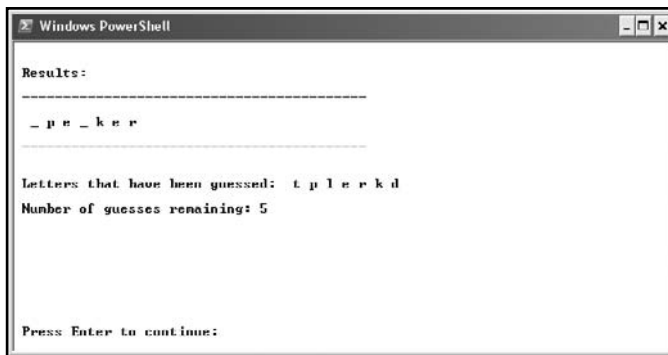 Windows PowerShell
Results:
_ p e _ k e r
Letters that have been guessed: t p l e r k d
Number of guesses remaining: 5
Press Enter to continue: